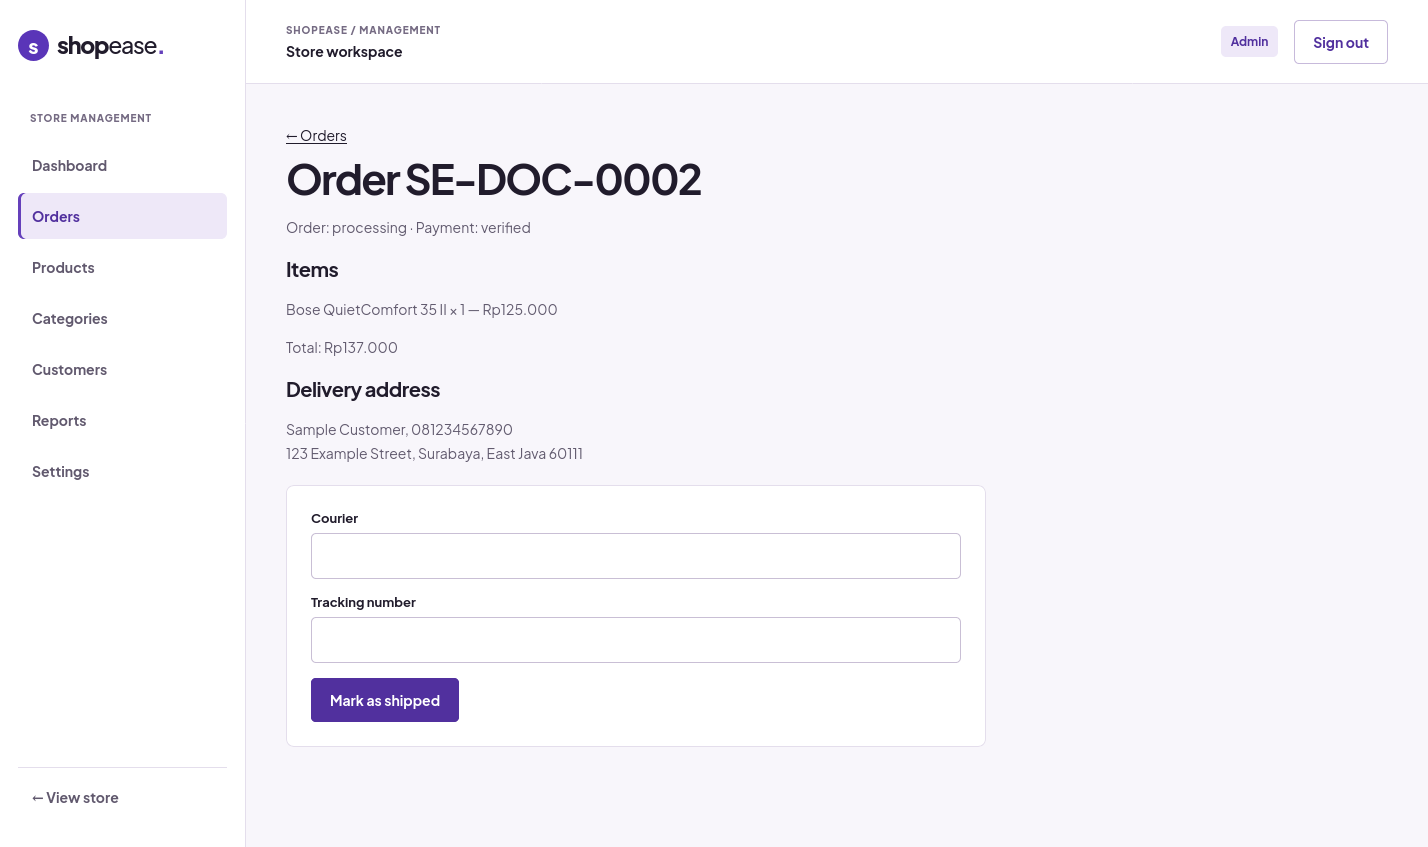 s shopease.
STORE MANAGEMENT
Dashboard
Orders
Products
Categories
Customers
Reports
Settings
← View store
SHOPEASE / MANAGEMENT
Store workspace
Admin
Sign out
← Orders
Order SE-DOC-0002
Order: processing · Payment: verified
Items
Bose QuietComfort 35 II × 1 — Rp125.000
Total: Rp137.000
Delivery address
Sample Customer, 081234567890
123 Example Street, Surabaya, East Java 60111
Courier
Tracking number
Mark as shipped